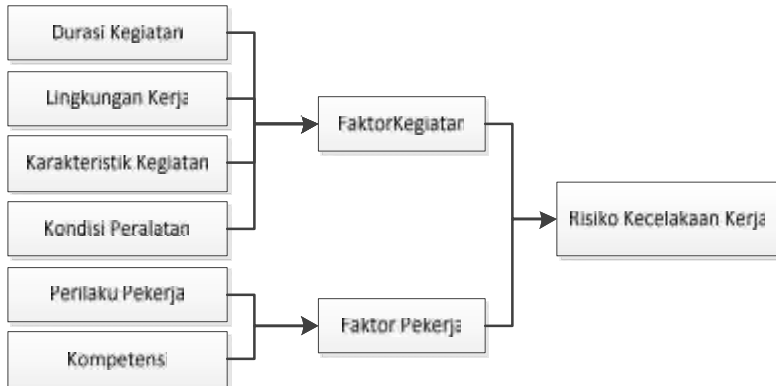 Durasi Kegiatan
Lingkungan Kerja
Karakteristik Kegiatan
Kondisi Peralatan
Perilaku Pekerja
Kompetensi
FaktorKegiatan
Faktor Pekerja
Risiko Kecelakaan Kerja